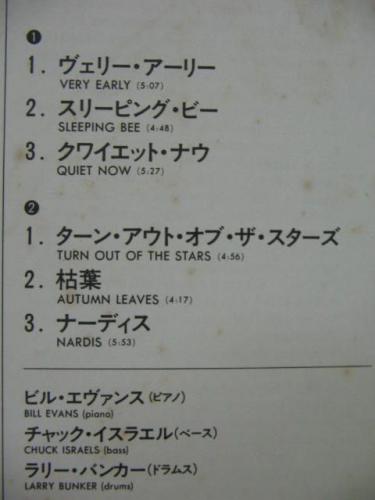 ❶
1. ヴェリー・アーリー
VERY EARLY (5:07)
2. スリーピング・ビー
SLEEPING BEE (4:48)
3. クワイエット・ナウ
QUIET NOW (5:27)
❷
1. ターン・アウト・オブ・ザ・スターズ
TURN OUT OF THE STARS (4:56)
2. 枯葉
AUTUMN LEAVES (4:17)
3. ナーディス
NARDIS (5:53)
ビル・エヴァンス(ピアノ)
BILL EVANS (piano)
チャック・イスラエル(ベース)
CHUCK ISRAELS (bass)
ラリー・バンカー(ドラムス)
LARRY BUNKER (drums)